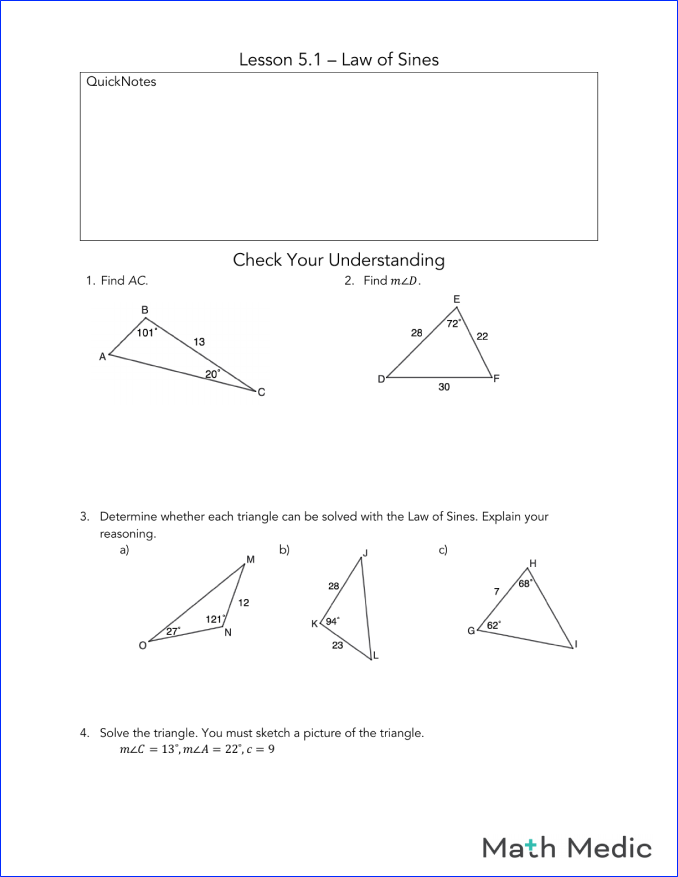 Lesson 5.1 – Law of Sines
QuickNotes
Check Your Understanding
1. Find AC.
2. Find m∠D.
B
101°
13
A
20°
C
E
72°
28
22
D
F
30
3. Determine whether each triangle can be solved with the Law of Sines. Explain your
reasoning.
a)
M
12
121°
27°
N
O
b)
J
28
K
94°
23
L
c)
H
68°
7
62°
G
I
4. Solve the triangle. You must sketch a picture of the triangle.
m∠C = 13°, m∠A = 22°, c = 9
Math Medic